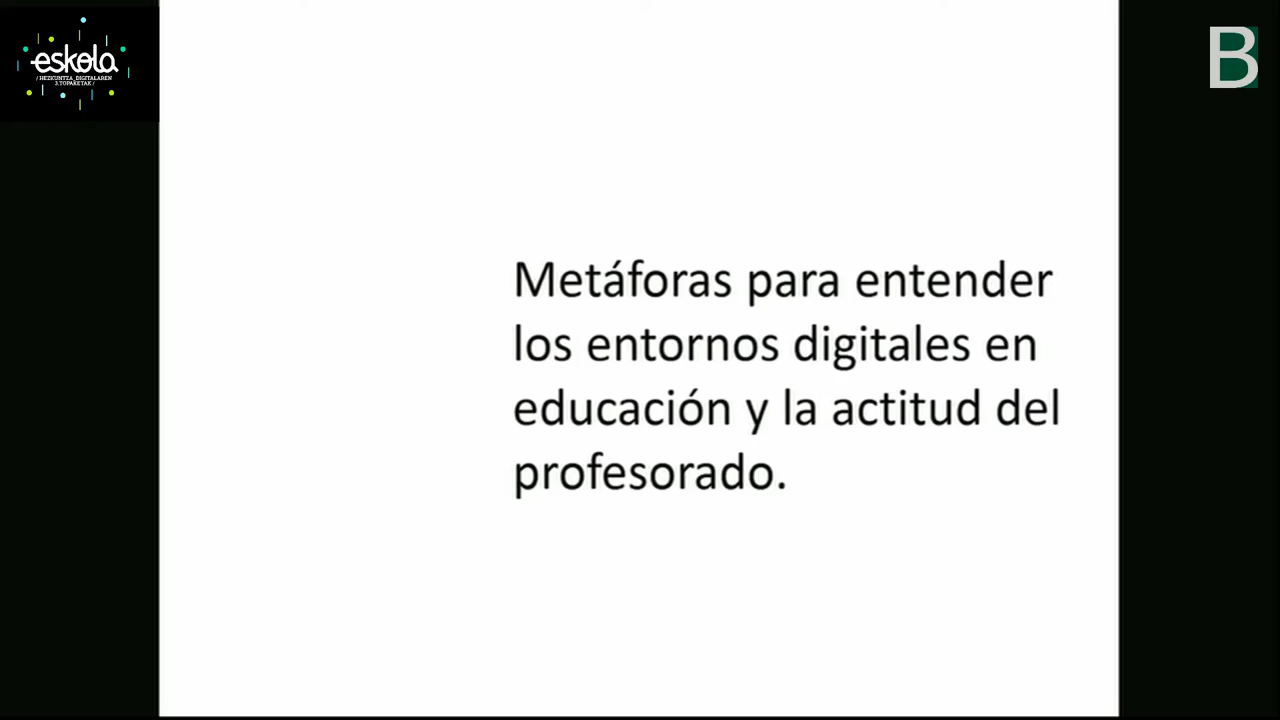 eskola
/HEZKUNTZA_DIGITALAREN
3.TOPAKETAK/
B
Metáforas para entender
los entornos digitales en
educación y la actitud del
profesorado.